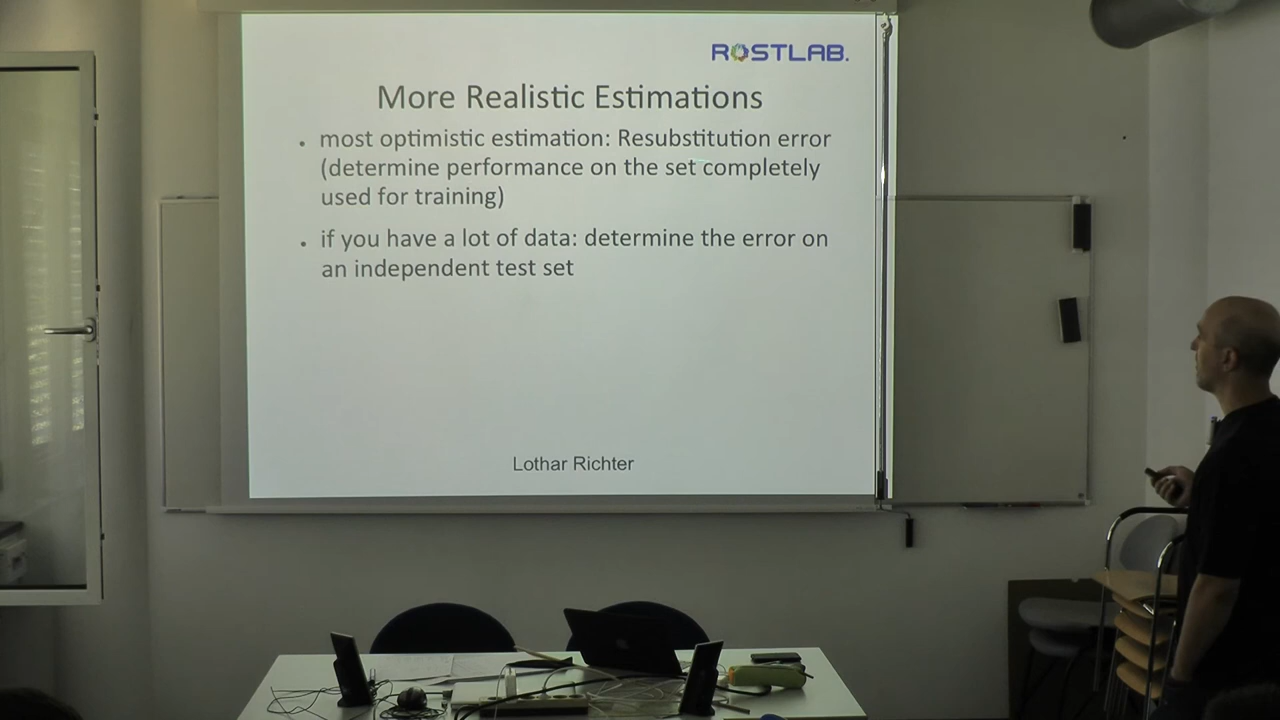 ROSTLAB.
More Realistic Estimations
• most optimistic estimation: Resubstitution error
(determine performance on the set completely
used for training)
• if you have a lot of data: determine the error on
an independent test set
Lothar Richter